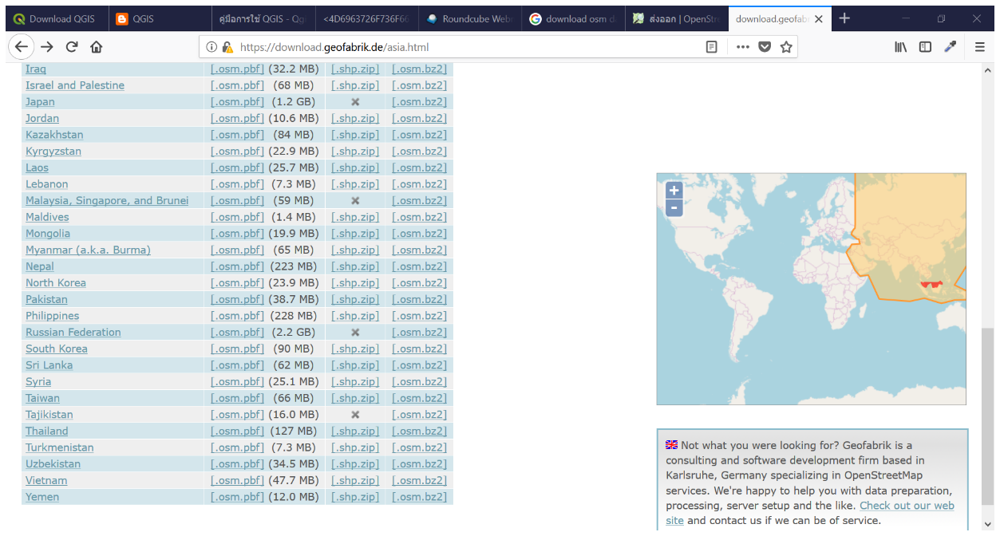 Download QGIS
QGIS
คู่มือการใช้ QGIS - Qgi
<4D6963726F736F66
Roundcube Web
download osm d
ส่งออก | OpenStre
download.geofab
https://download.geofabrik.de/asia.html
Iraq [.osm.pbf] (32.2 MB) [.shp.zip] [.osm.bz2]
Israel and Palestine [.osm.pbf] (68 MB) [.shp.zip] [.osm.bz2]
Japan [.osm.pbf] (1.2 GB) ✖ [.osm.bz2]
Jordan [.osm.pbf] (10.6 MB) [.shp.zip] [.osm.bz2]
Kazakhstan [.osm.pbf] (84 MB) [.shp.zip] [.osm.bz2]
Kyrgyzstan [.osm.pbf] (22.9 MB) [.shp.zip] [.osm.bz2]
Laos [.osm.pbf] (25.7 MB) [.shp.zip] [.osm.bz2]
Lebanon [.osm.pbf] (7.3 MB) [.shp.zip] [.osm.bz2]
Malaysia, Singapore, and Brunei [.osm.pbf] (59 MB) ✖ [.osm.bz2]
Maldives [.osm.pbf] (1.4 MB) [.shp.zip] [.osm.bz2]
Mongolia [.osm.pbf] (19.9 MB) [.shp.zip] [.osm.bz2]
Myanmar (a.k.a. Burma) [.osm.pbf] (65 MB) [.shp.zip] [.osm.bz2]
Nepal [.osm.pbf] (223 MB) [.shp.zip] [.osm.bz2]
North Korea [.osm.pbf] (23.9 MB) [.shp.zip] [.osm.bz2]
Pakistan [.osm.pbf] (38.7 MB) [.shp.zip] [.osm.bz2]
Philippines [.osm.pbf] (228 MB) [.shp.zip] [.osm.bz2]
Russian Federation [.osm.pbf] (2.2 GB) ✖ [.osm.bz2]
South Korea [.osm.pbf] (90 MB) [.shp.zip] [.osm.bz2]
Sri Lanka [.osm.pbf] (62 MB) [.shp.zip] [.osm.bz2]
Syria [.osm.pbf] (25.1 MB) [.shp.zip] [.osm.bz2]
Taiwan [.osm.pbf] (66 MB) [.shp.zip] [.osm.bz2]
Tajikistan [.osm.pbf] (16.0 MB) ✖ [.osm.bz2]
Thailand [.osm.pbf] (127 MB) [.shp.zip] [.osm.bz2]
Turkmenistan [.osm.pbf] (7.3 MB) [.shp.zip] [.osm.bz2]
Uzbekistan [.osm.pbf] (34.5 MB) [.shp.zip] [.osm.bz2]
Vietnam [.osm.pbf] (47.7 MB) [.shp.zip] [.osm.bz2]
Yemen [.osm.pbf] (12.0 MB) [.shp.zip] [.osm.bz2]
+
-
Not what you were looking for? Geofabrik is a
consulting and software development firm based in
Karlsruhe, Germany specializing in OpenStreetMap
services. We're happy to help you with data preparation,
processing, server setup and the like. Check out our web
site and contact us if we can be of service.